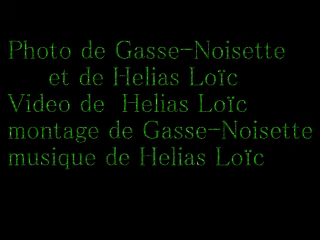 Photo de Gasse-Noisette
et de Helias Loïc
Video de Helias Loïc
montage de Gasse-Noisette
musique de Helias Loïc